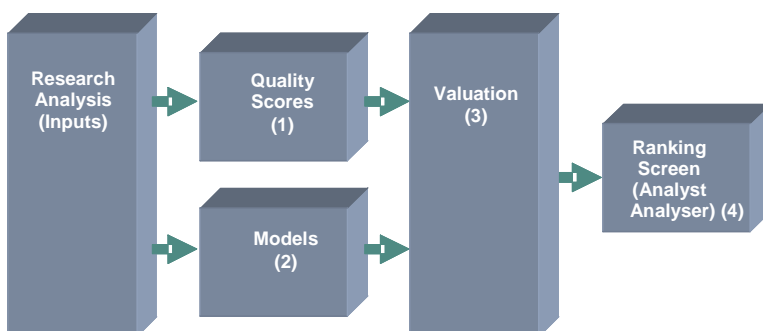 Research
Analysis
(Inputs)
Quality
Scores
(1)
Models
(2)
Valuation
(3)
Ranking
Screen
(Analyst
Analyser) (4)